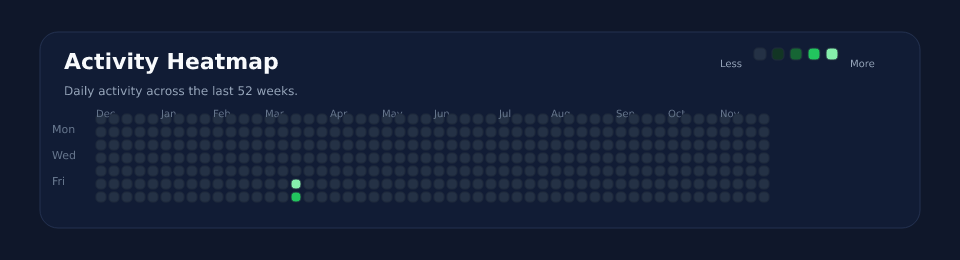 Activity Heatmap
Less More
Daily activity across the last 52 weeks.
Dec Jan Feb Mar Apr May Jun Jul Aug Sep Oct Nov
Mon
Wed
Fri